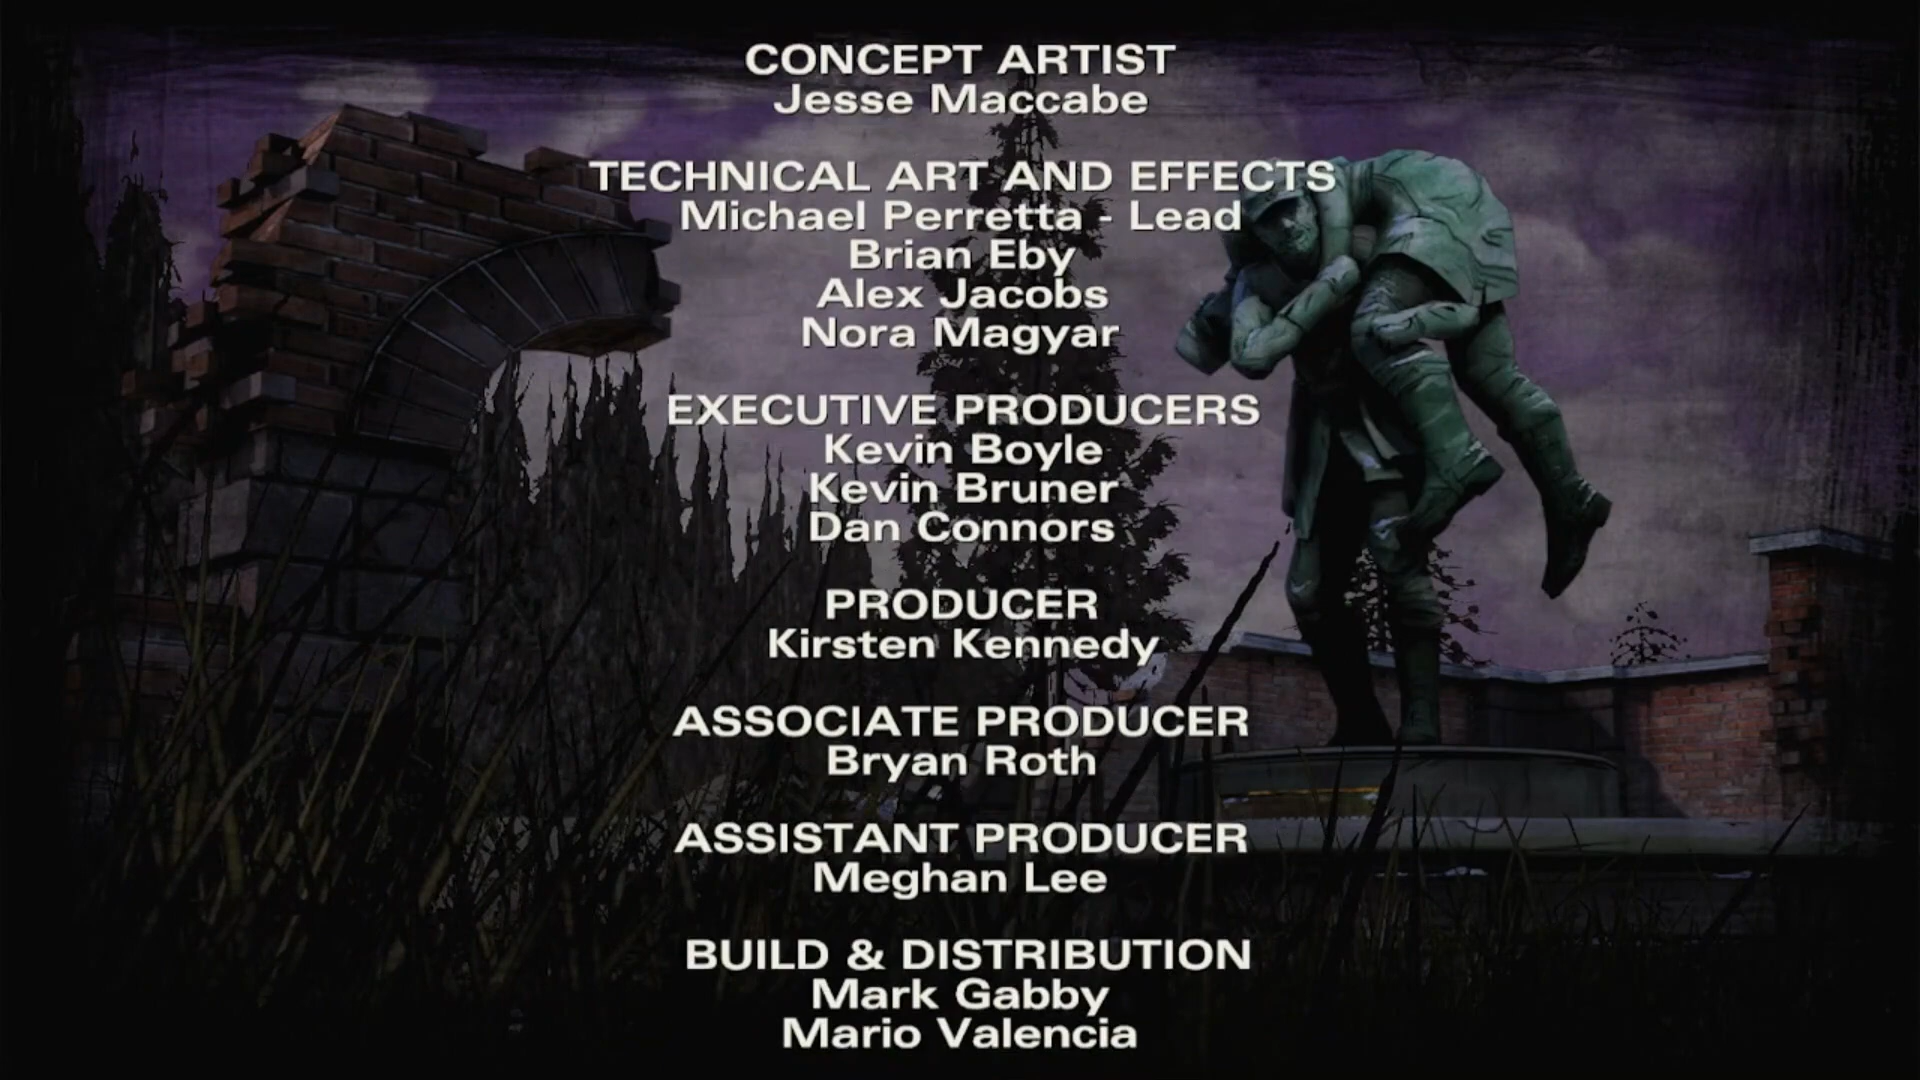 CONCEPT ARTIST
Jesse Maccabe
TECHNICAL ART AND EFFECTS
Michael Perretta - Lead
Brian Eby
Alex Jacobs
Nora Magyar
EXECUTIVE PRODUCERS
Kevin Boyle
Kevin Bruner
Dan Connors
PRODUCER
Kirsten Kennedy
ASSOCIATE PRODUCER
Bryan Roth
ASSISTANT PRODUCER
Meghan Lee
BUILD & DISTRIBUTION
Mark Gabby
Mario Valencia